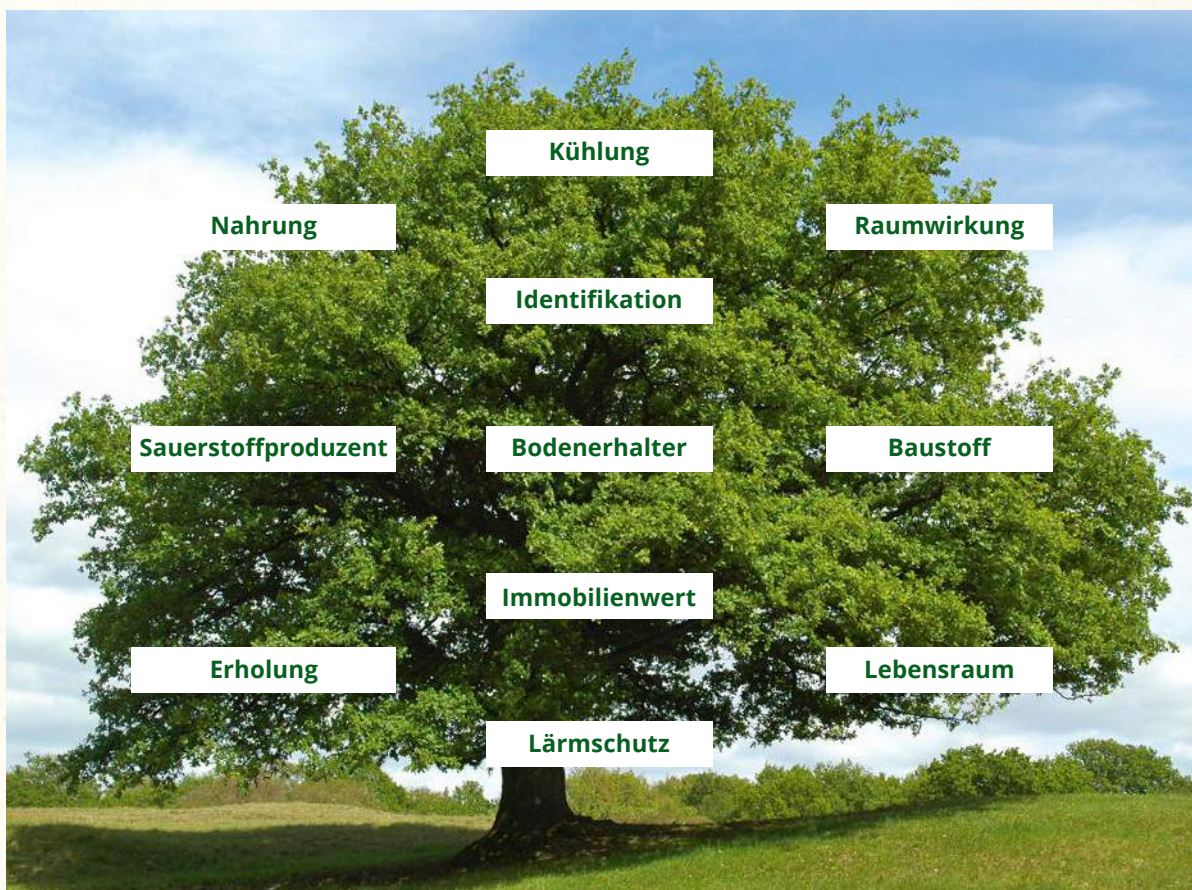 Kühlung
Nahrung
Raumwirkung
Identifikation
Sauerstoffproduzent
Bodenerhalter
Baustoff
Immobilienwert
Erholung
Lebensraum
Lärmschutz